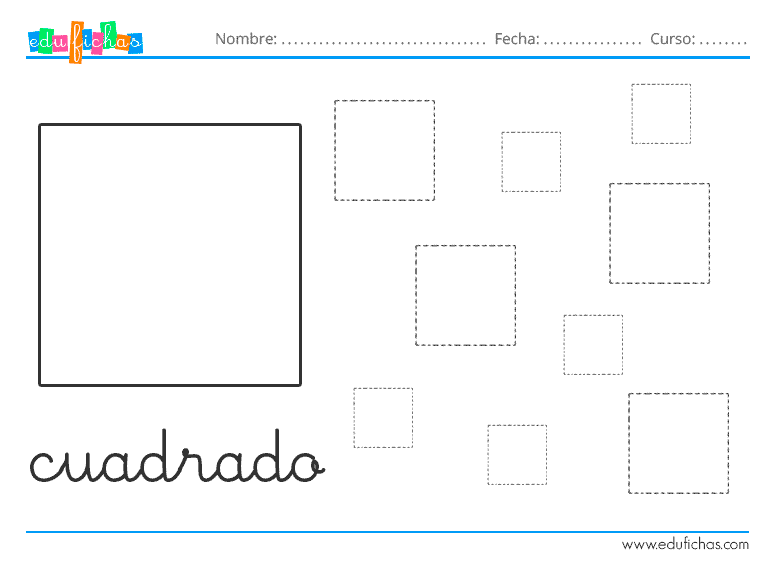 edufichas
Nombre: ................................ Fecha: ................ Curso: ........
cuadrado
www.edufichas.com